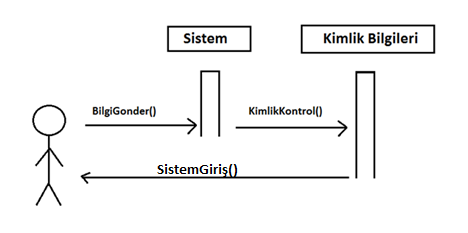 Sistem
Kimlik Bilgileri
BilgiGonder()
KimlikKontrol()
SistemGiriş()